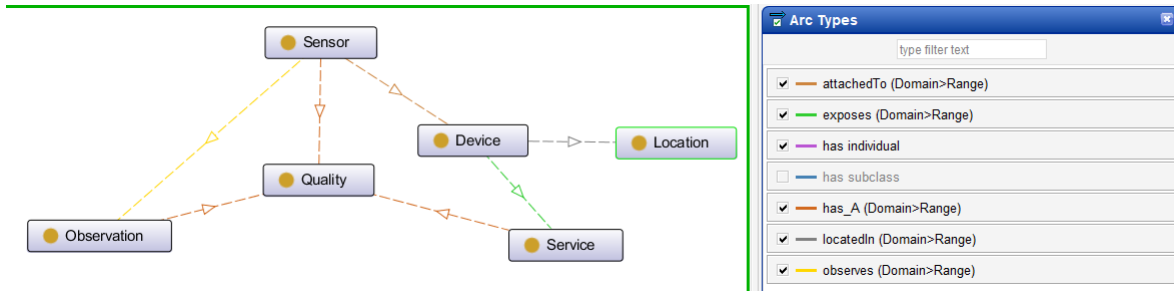 Sensor
Device
Location
Quality
Observation
Service
Arc Types
type filter text
attachedTo (Domain>Range)
exposes (Domain>Range)
has individual
has subclass
has_A (Domain>Range)
locatedIn (Domain>Range)
observes (Domain>Range)